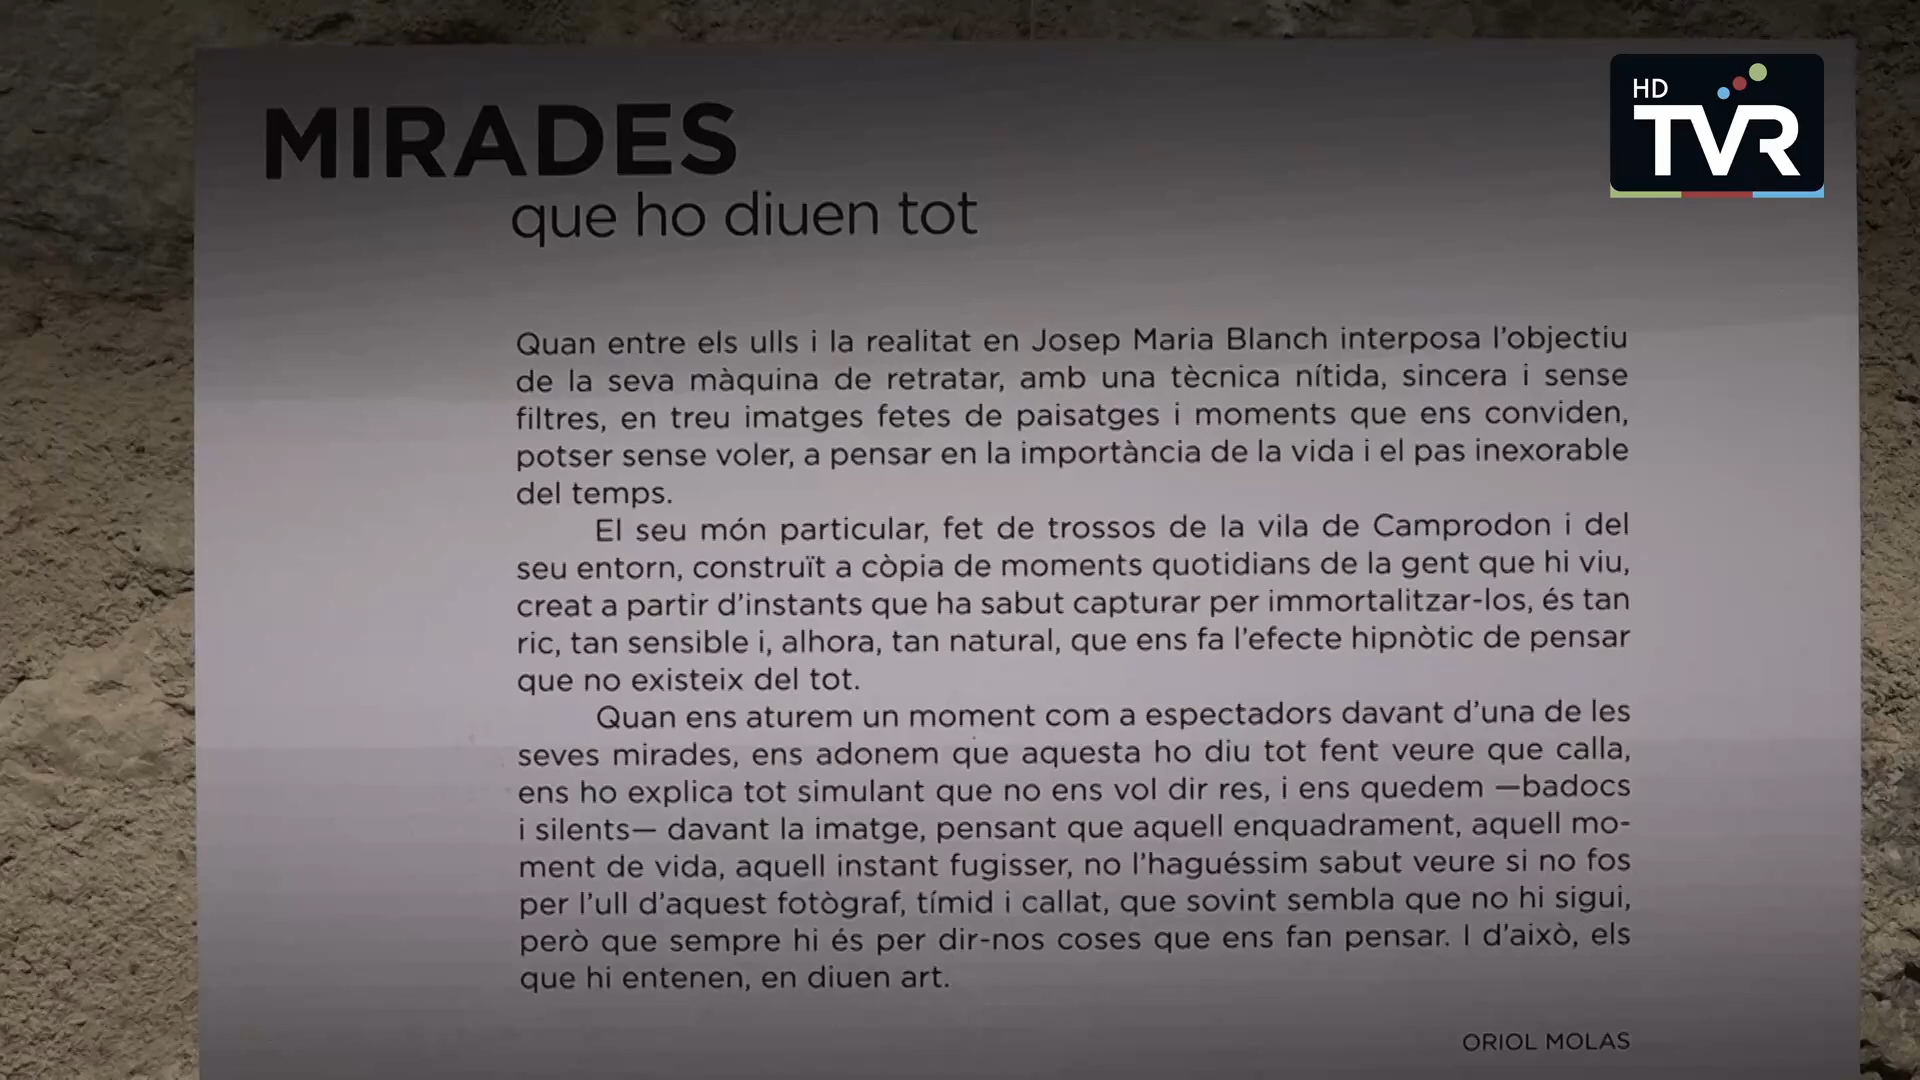 MIRADES
que ho diuen tot
HD
TVR
Quan entre els ulls i la realitat en Josep Maria Blanch interposa l'objectiu
de la seva màquina de retratar, amb una tècnica nítida, sincera i sense
filtres, en treu imatges fetes de paisatges i moments que ens conviden,
potser sense voler, a pensar en la importància de la vida i el pas inexorable
del temps.
El seu món particular, fet de trossos de la vila de Camprodon i del
seu entorn, construït a còpia de moments quotidians de la gent que hi viu,
creat a partir d'instants que ha sabut capturar per immortalitzar-los, és tan
ric, tan sensible i, alhora, tan natural, que ens fa l'efecte hipnòtic de pensar
que no existeix del tot.
Quan ens aturem un moment com a espectadors davant d'una de les
seves mirades, ens adonem que aquesta ho diu tot fent veure que calla,
ens ho explica tot simulant que no ens vol dir res, i ens quedem —badocs
i silents— davant la imatge, pensant que aquell enquadrament, aquell mo-
ment de vida, aquell instant fugisser, no l'haguéssim sabut veure si no fos
per l'ull d'aquest fotògraf, tímid i callat, que sovint sembla que no hi sigui,
però que sempre hi és per dir-nos coses que ens fan pensar. I d'això, els
que hi entenen, en diuen art.
ORIOL MOLAS